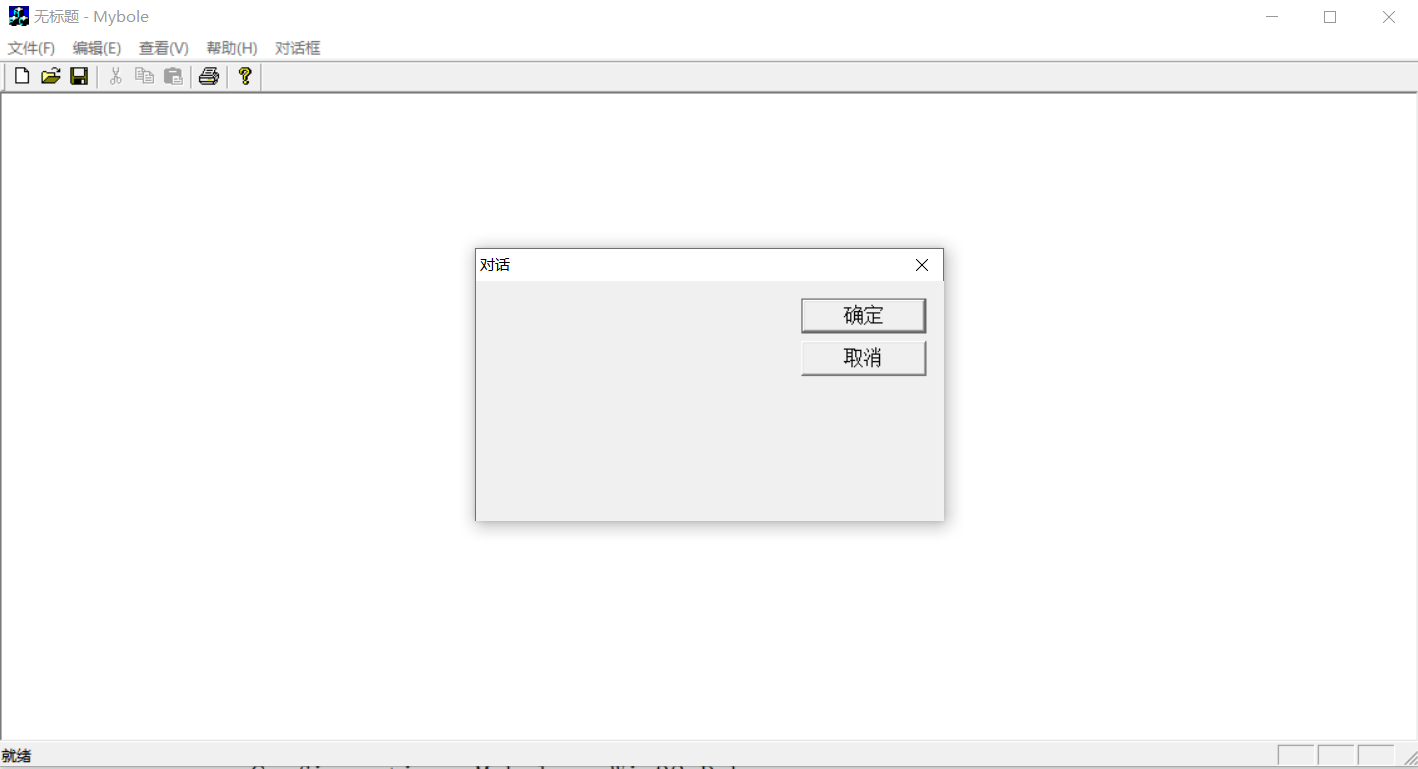 无标题 - Mybole
文件(F) 编辑(E) 查看(V) 帮助(H) 对话框
对话
确定
取消
就绪